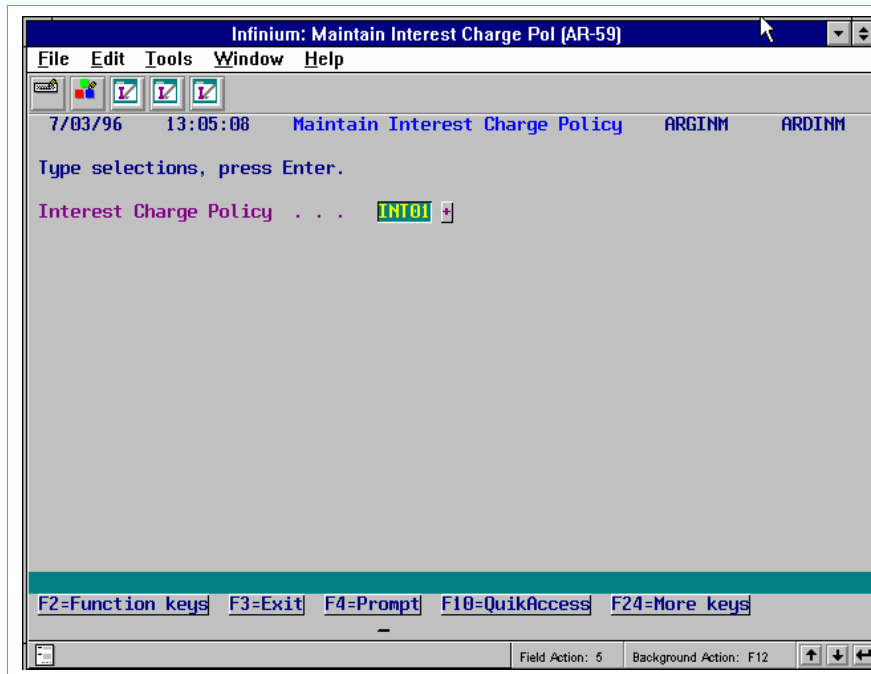 Infinium: Maintain Interest Charge Pol (AR-59)
File Edit Tools Window Help
7/03/96 13:05:08 Maintain Interest Charge Policy ARGINM ARDINM
Type selections, press Enter.
Interest Charge Policy . . . INT01 +
F2=Function keys F3=Exit F4=Prompt F10=QuikAccess F24=More keys
Field Action: 5 Background Action: F12